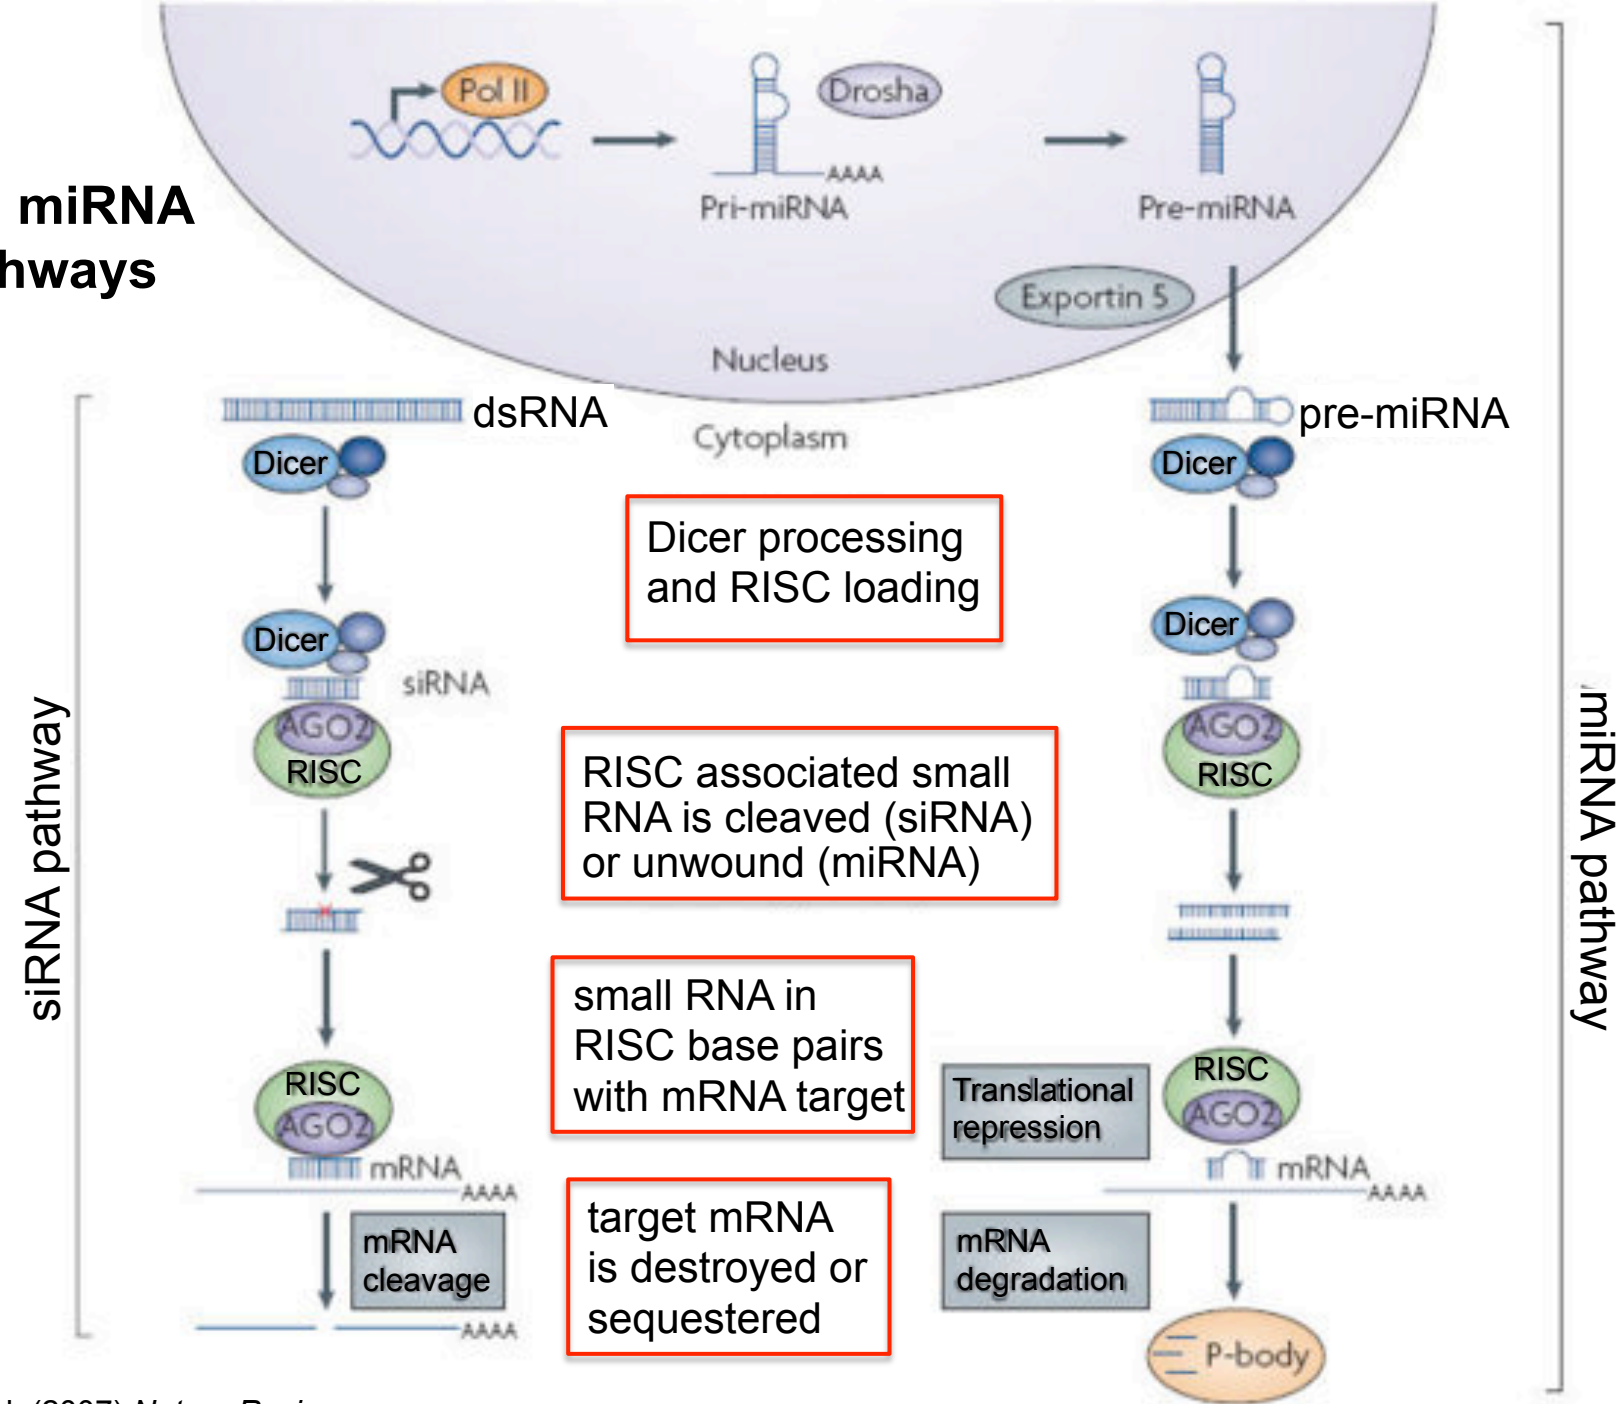 miRNA
hways
Pol II
Drosha
AAAA
Pri-miRNA
Pre-miRNA
Exportin 5
Nucleus
Cytoplasm
dsRNA
pre-miRNA
Dicer
Dicer
Dicer processing
and RISC loading
Dicer
Dicer
siRNA
AGO2
RISC
AGO2
RISC
RISC associated small
RNA is cleaved (siRNA)
or unwound (miRNA)
siRNA pathway
miRNA pathway
small RNA in
RISC base pairs
with mRNA target
RISC
AGO2
mRNA
AAAA
Translational
repression
RISC
AGO2
mRNA
AAAA
mRNA
cleavage
AAAA
target mRNA
is destroyed or
sequestered
mRNA
degradation
P-body